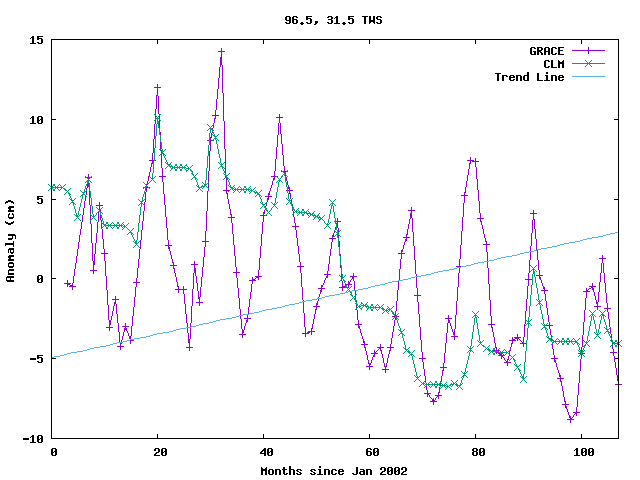 96.5, 31.5 TWS
GRACE
CLM
Trend Line
Anomaly (cm)
15
10
5
0
-5
-10
0 20 40 60 80 100
Months since Jan 2002